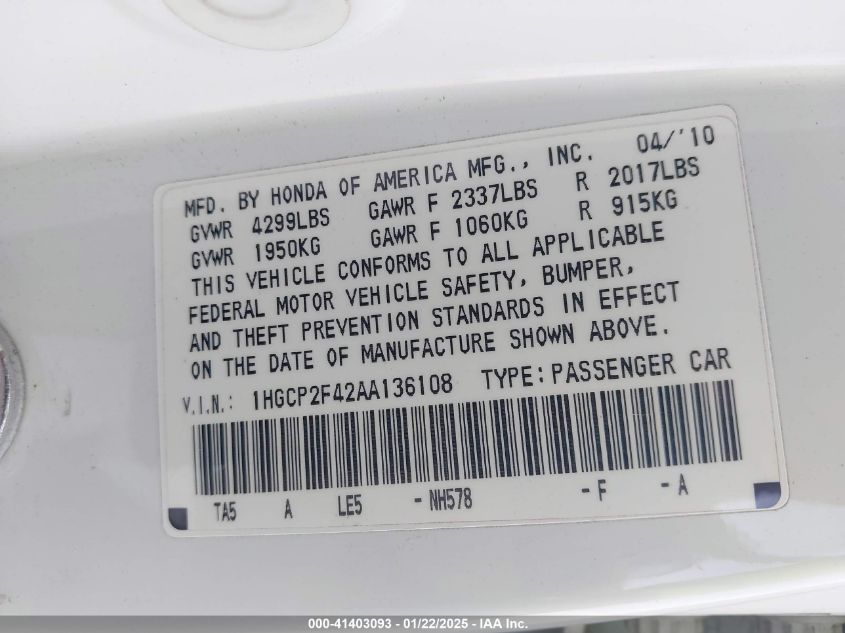 MFD. BY HONDA OF AMERICA MFG., INC. 04/'10
GVWR 4299LBS GAWR F 2337LBS R 2017LBS
GVWR 1950KG GAWR F 1060KG R 915KG
THIS VEHICLE CONFORMS TO ALL APPLICABLE
FEDERAL MOTOR VEHICLE SAFETY, BUMPER,
AND THEFT PREVENTION STANDARDS IN EFFECT
ON THE DATE OF MANUFACTURE SHOWN ABOVE.
V.I.N.: 1HGCP2F42AA136108 TYPE:PASSENGER CAR
TA5 A LE5 -NH578 -F -A
000-41403093 - 01/22/2025 - IAA Inc.